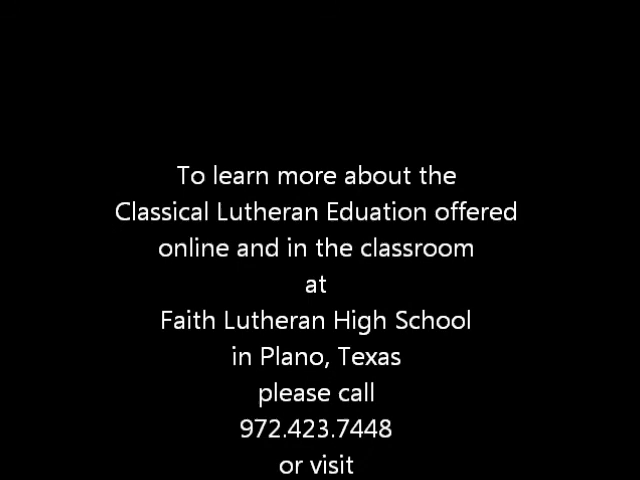 To learn more about the
Classical Lutheran Eduation offered
online and in the classroom
at
Faith Lutheran High School
in Plano, Texas
please call
972.423.7448
or visit